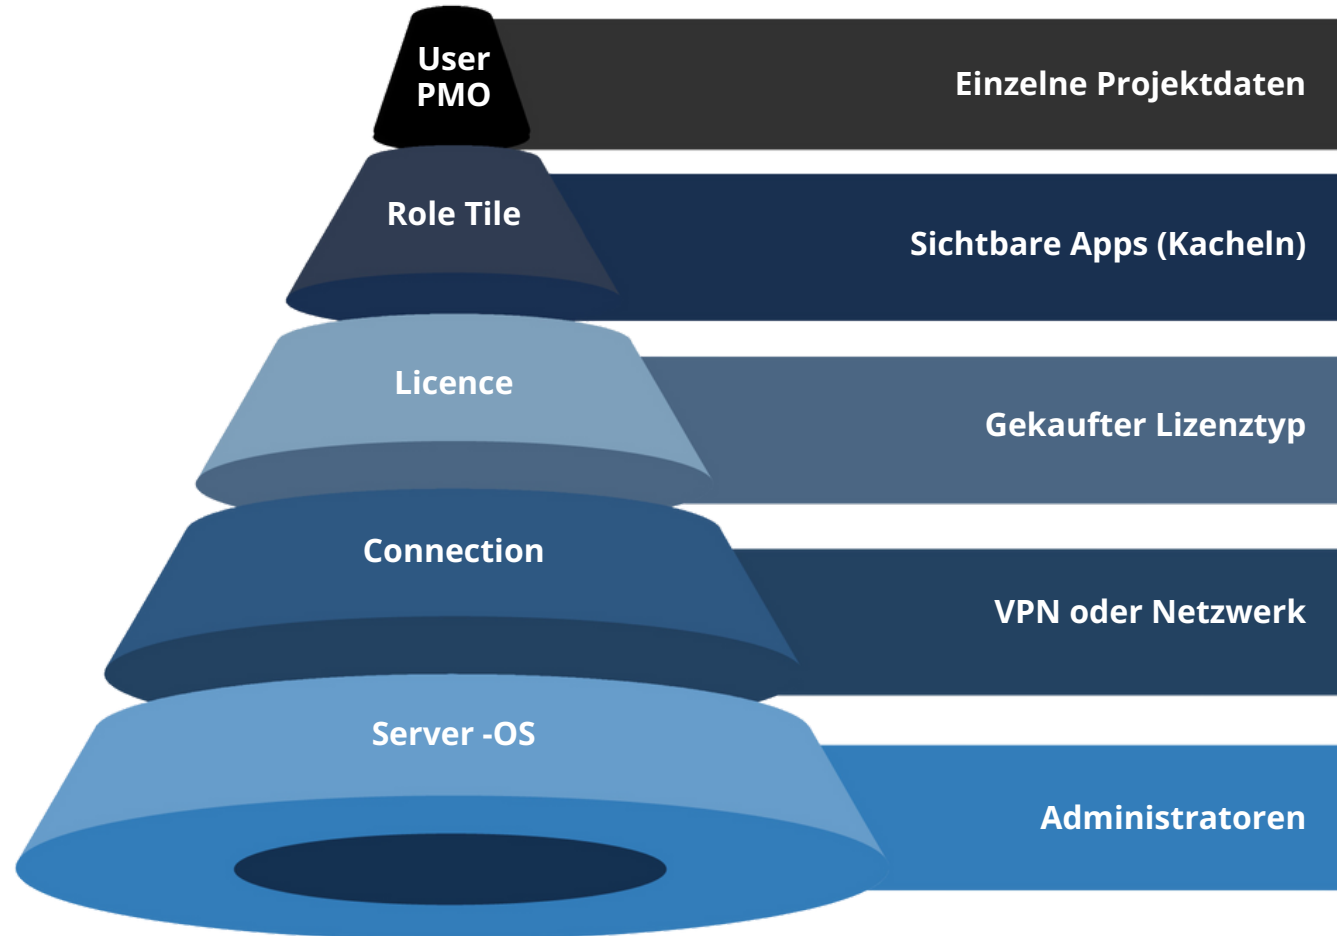 User
PMO
Einzelne Projektdaten
Role Tile
Sichtbare Apps (Kacheln)
Licence
Gekaufter Lizenztyp
Connection
VPN oder Netzwerk
Server -OS
Administratoren